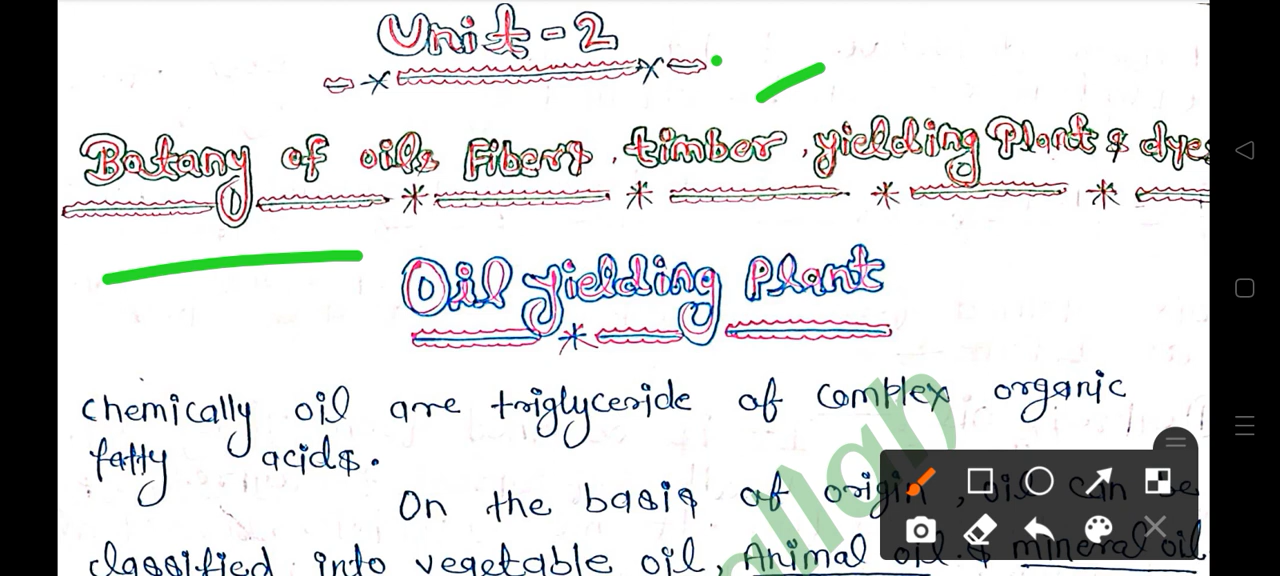 Unit-2
Batany of oils Fibers, timber, yielding Plant & dyes
Oil yielding Plant
chemically oil are triglyceride of complex organic
fatty acids.
On the basis of origin, oil can be
classified into vegetable oil, Animal oil & mineral oil